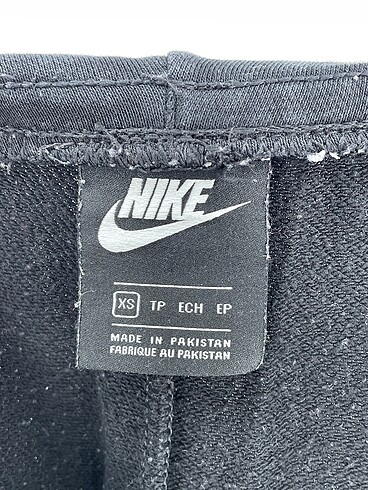 NIKE
XS TP ECH EP
MADE IN PAKISTAN
FABRIQUE AU PAKISTAN